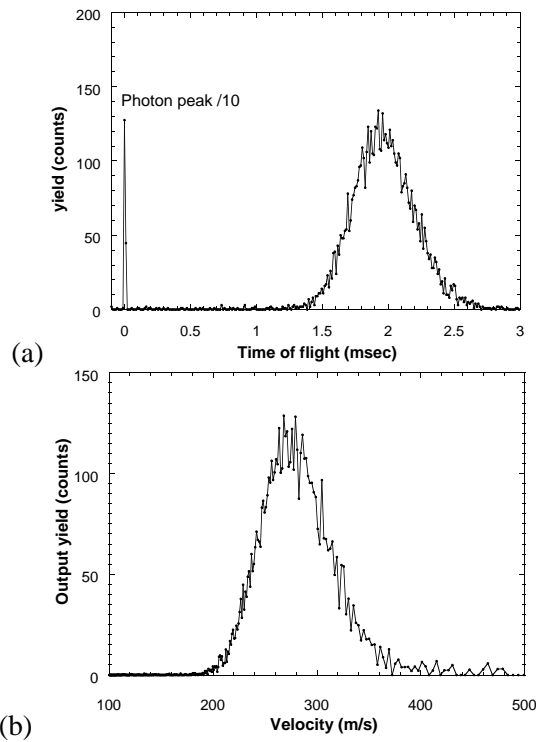 200
150
100
50
0
yield (counts)
Photon peak /10
0 0.5 1 1.5 2 2.5 3
Time of flight (msec)
(a)
150
100
50
0
Output yield (counts)
100 200 300 400 500
Velocity (m/s)
(b)